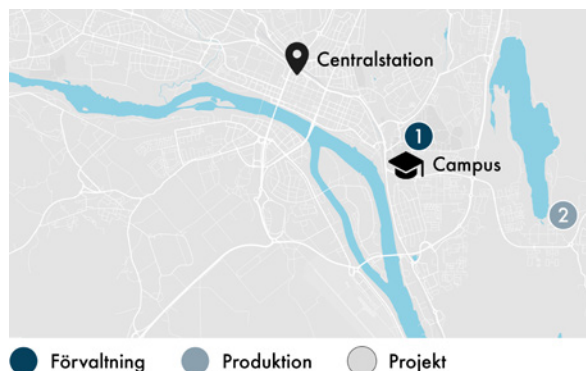 Centralstation
1
Campus
2
Förvaltning
Produktion
Projekt